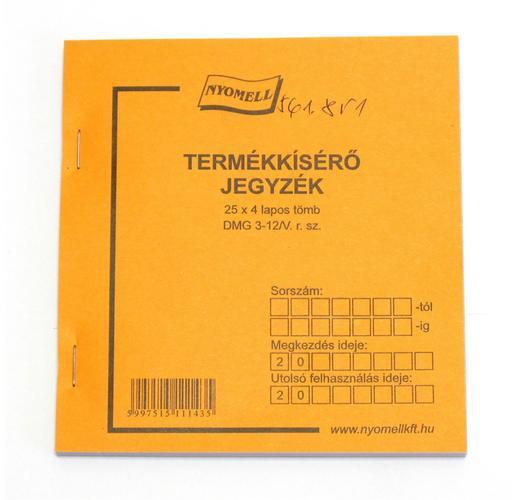 NYOMELL
TERMÉKKÍSÉRŐ
JEGYZÉK
25 x 4 lapos tömb
DMG 3-12/V. r. sz.
Sorszám:
-tól
-ig
Megkezdés ideje:
2 0
Utolsó felhasználás ideje:
2 0
5 997515 111435
www.nyomellkft.hu